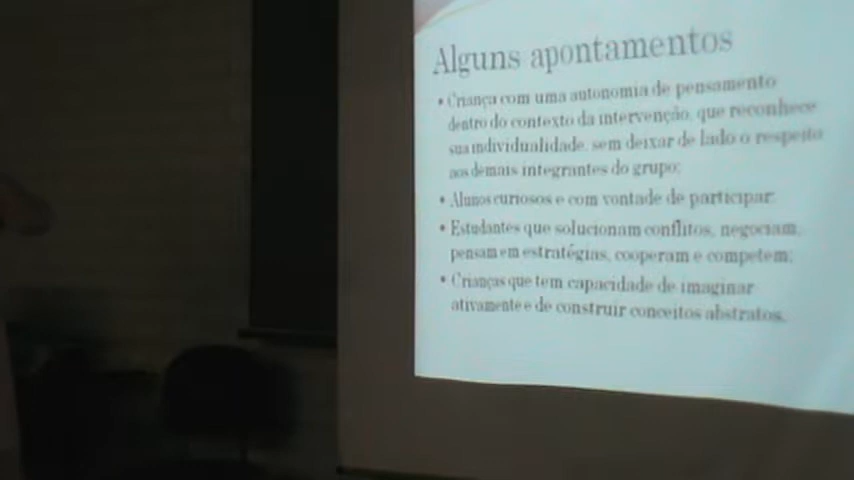 Alguns apontamentos
• Criança com uma autonomia de pensamento
dentro do contexto da intervenção, que reconhece
sua individualidade, sem deixar de lado o respeito
aos demais integrantes do grupo;
• Alunos curiosos e com vontade de participar;
• Estudantes que solucionam conflitos, negociam,
pensam em estratégias, cooperam e competem;
• Crianças que tem capacidade de imaginar
ativamente e de construir conceitos abstratos.